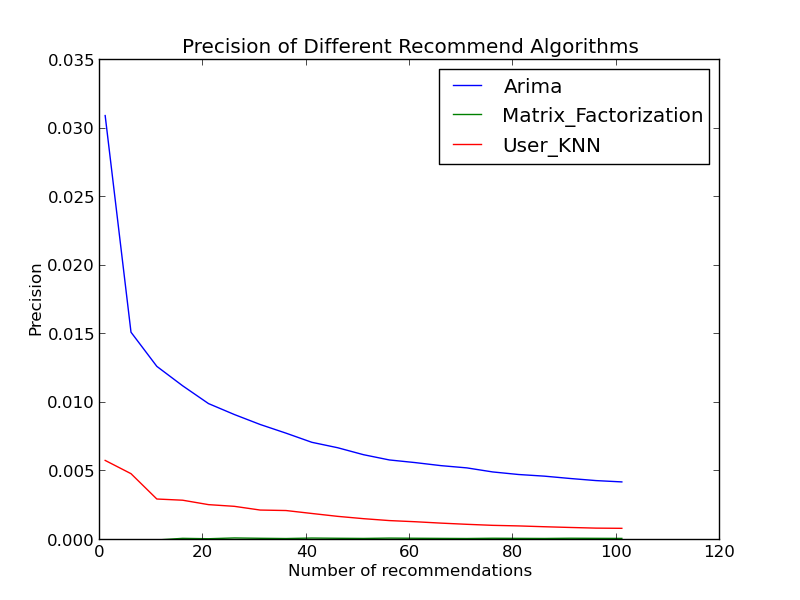 Precision of Different Recommend Algorithms
0.035
0.030
0.025
0.020
0.015
0.010
0.005
0.000
Precision
Arima
Matrix_Factorization
User_KNN
0 20 40 60 80 100 120
Number of recommendations